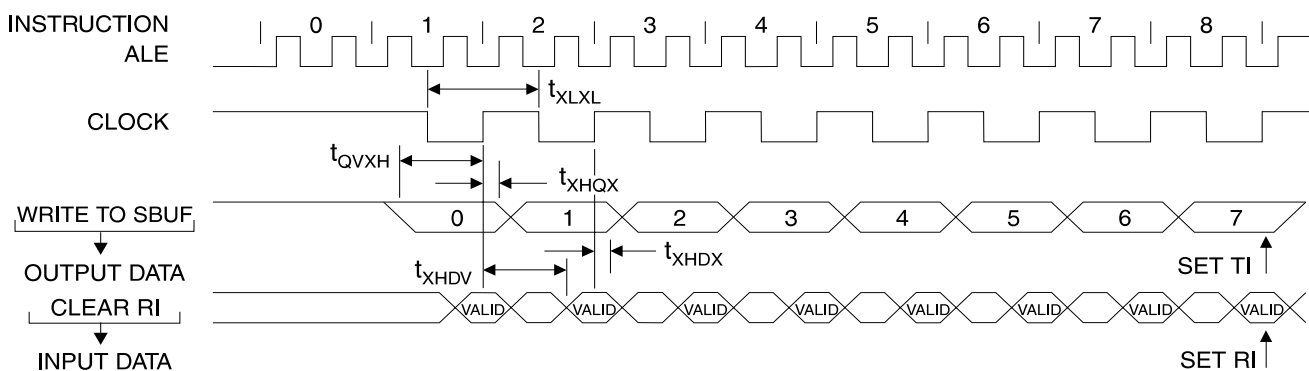 INSTRUCTION 0 1 2 3 4 5 6 7 8
ALE
tXLXL
CLOCK
tQVXH
tXHQX
WRITE TO SBUF 0 1 2 3 4 5 6 7
tXHDX
tXHDV
OUTPUT DATA SET TI
CLEAR RI VALID VALID VALID VALID VALID VALID VALID VALID
INPUT DATA SET RI